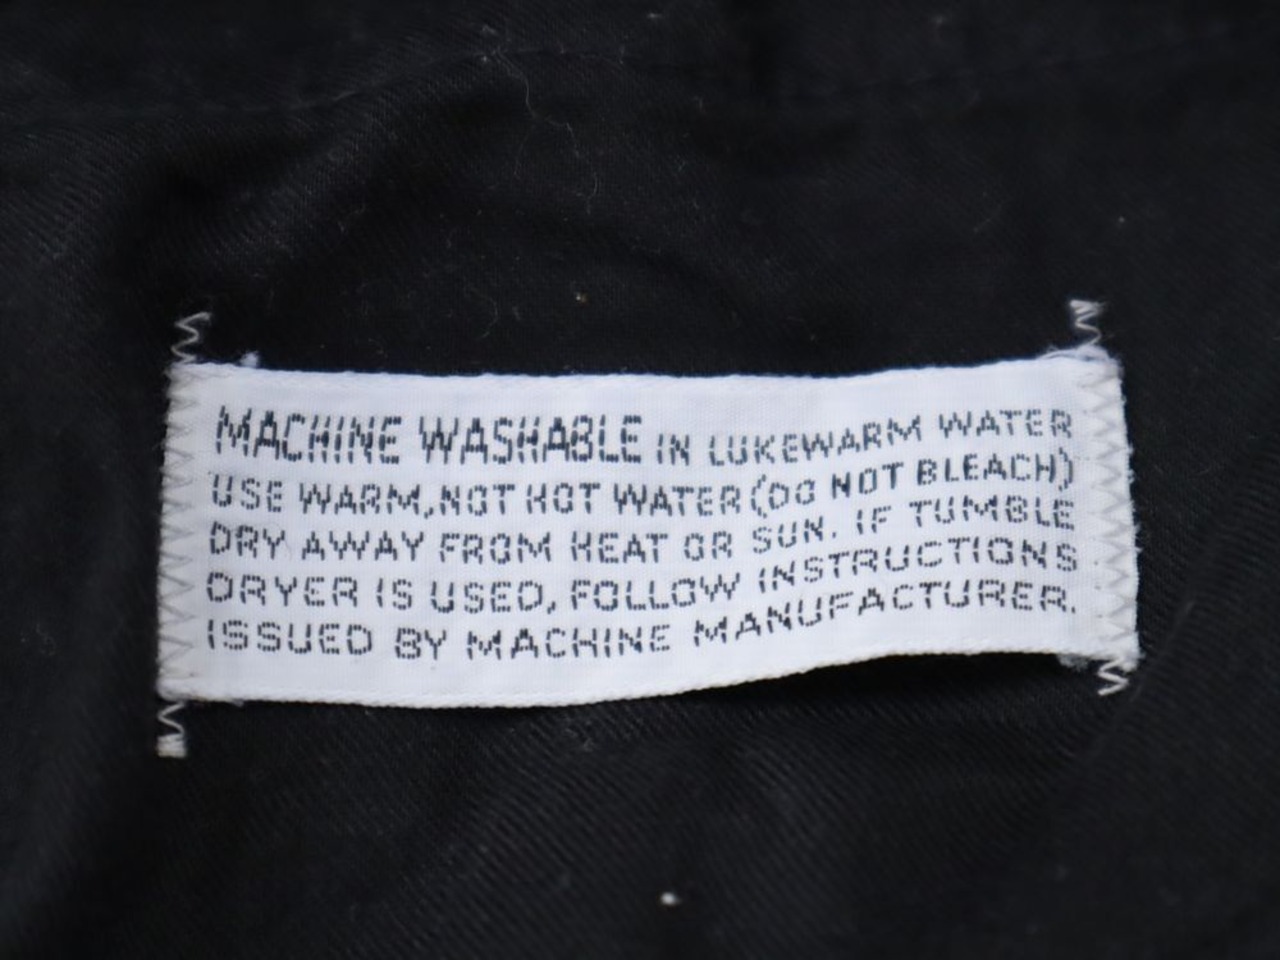 MACHINE WASHABLE IN LUKEWARM WATER
USE WARM, NOT HOT WATER (DO NOT BLEACH)
DRY AWAY FROM HEAT OR SUN. IF TUMBLE
DRYER IS USED, FOLLOW INSTRUCTIONS
ISSUED BY MACHINE MANUFACTURER.